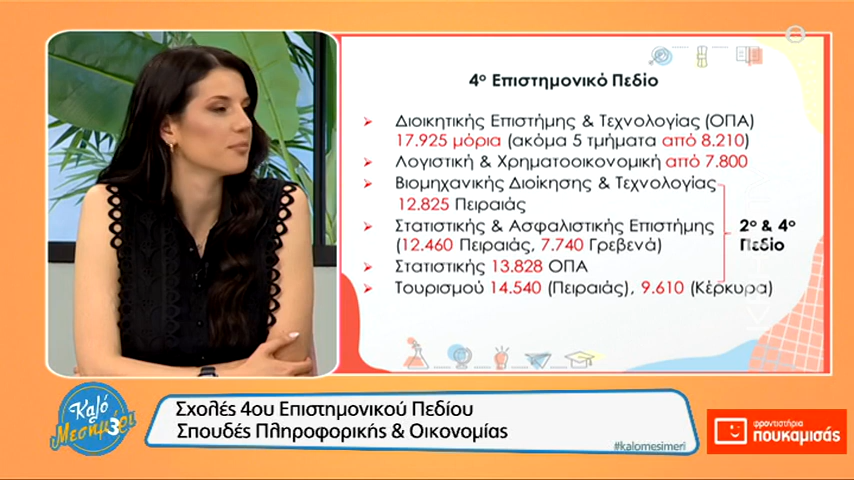 4ο Επιστημονικό Πεδίο
Διοικητικής Επιστήμης & Τεχνολογίας (ΟΠΑ)
17.925 μόρια (ακόμα 5 τμήματα από 8.210)
Λογιστική & Χρηματοοικονομική από 7.800
Βιομηχανικής Διοίκησης & Τεχνολογίας
12.825 Πειραιάς
Στατιστικής & Ασφαλιστικής Επιστήμης
(12.460 Πειραιάς, 7.740 Γρεβενά)
Στατιστικής 13.828 ΟΠΑ
Τουρισμού 14.540 (Πειραιάς), 9.610 (Κέρκυρα)
2ο & 4ο
Πεδίο
Καλό
Μεσημέρι
3
Σχολές 4ου Επιστημονικού Πεδίου
Σπουδές Πληροφορικής & Οικονομίας
#kalomesimeri
φροντιστήρια
πουκαμισάς